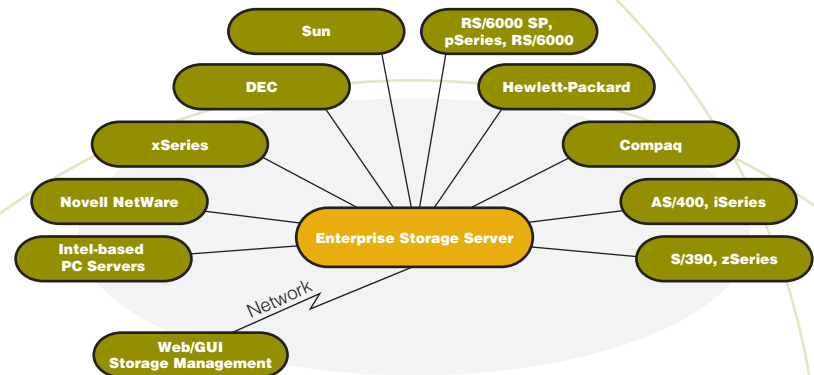 Sun
RS/6000 SP,
pSeries, RS/6000
DEC
Hewlett-Packard
xSeries
Compaq
Novell NetWare
AS/400, iSeries
Enterprise Storage Server
Intel-based
PC Servers
S/390, zSeries
Network
Web/GUI
Storage Management